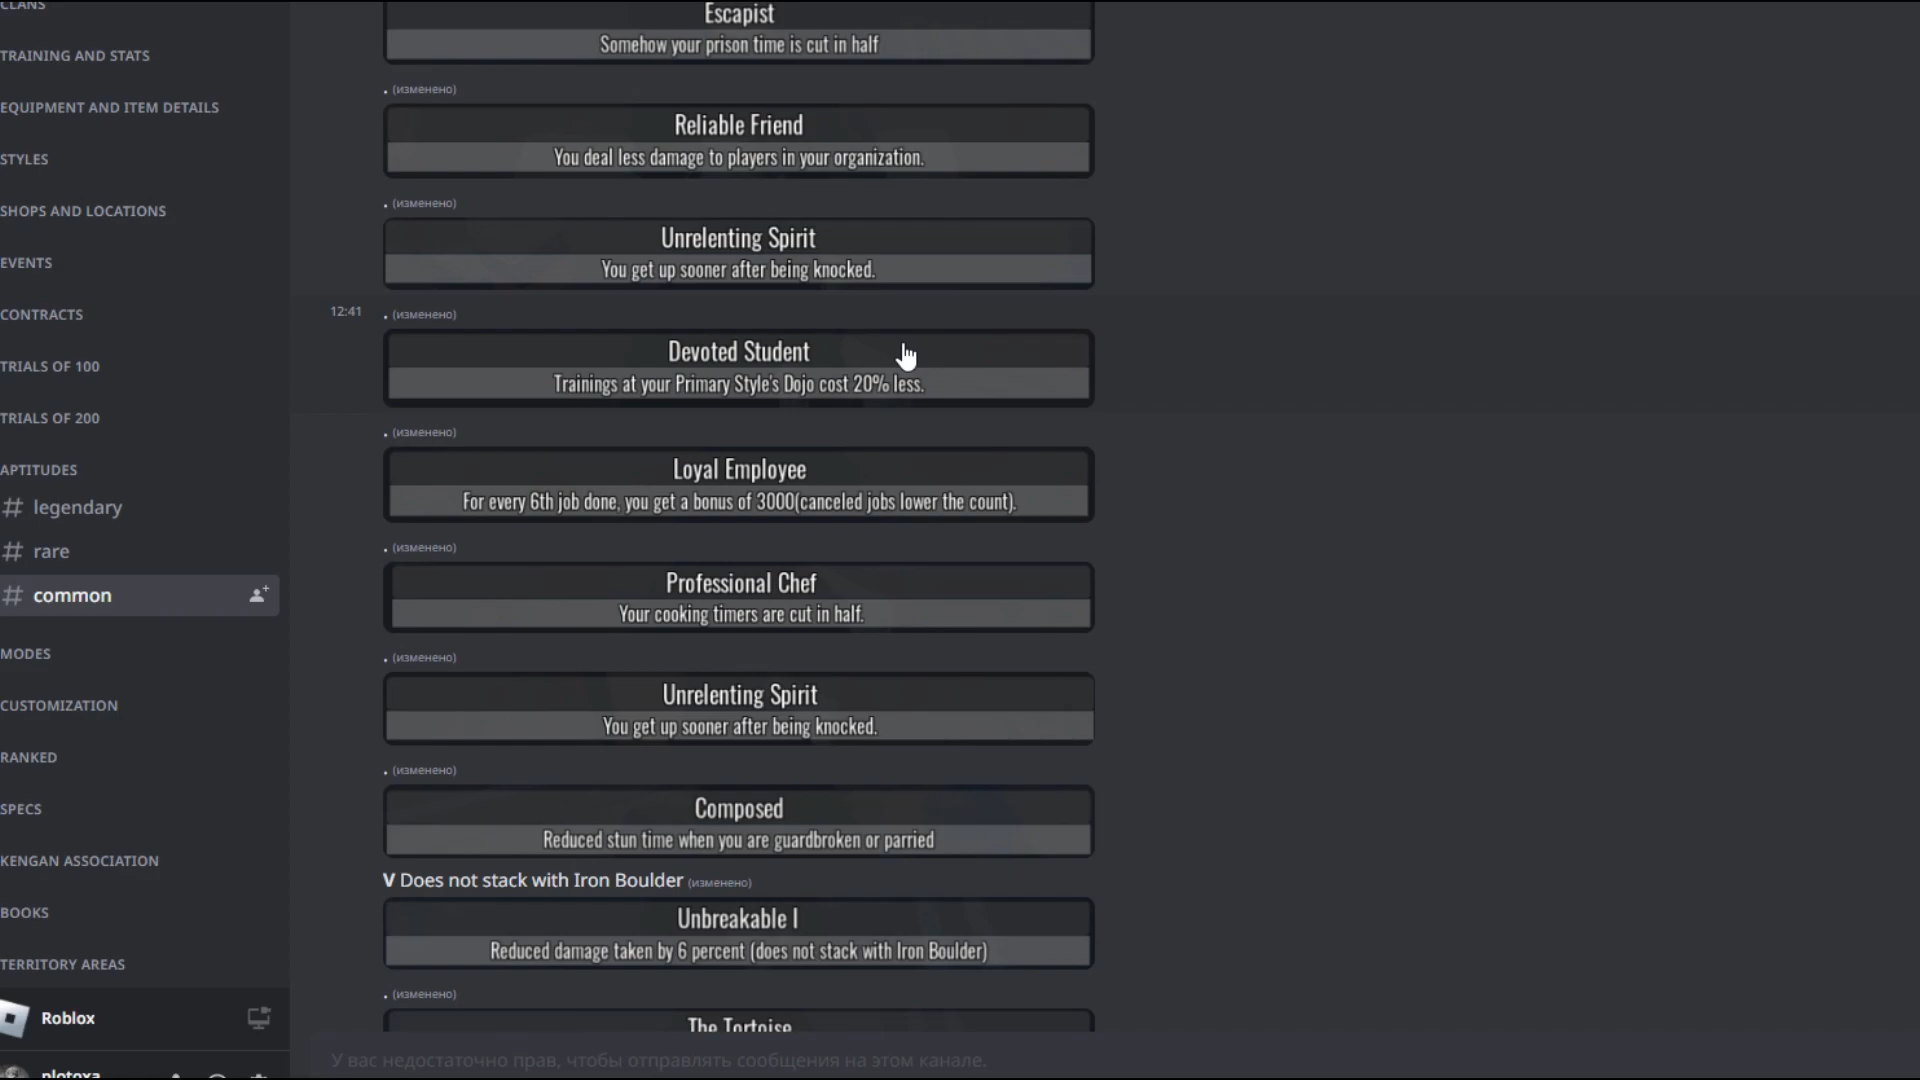 CLANS
TRAINING AND STATS
EQUIPMENT AND ITEM DETAILS
STYLES
SHOPS AND LOCATIONS
EVENTS
CONTRACTS
TRIALS OF 100
TRIALS OF 200
APTITUDES
# legendary
# rare
# common
MODES
CUSTOMIZATION
RANKED
SPECS
KENGAN ASSOCIATION
BOOKS
TERRITORY AREAS
Roblox
plotoxa
Escapist
Somehow your prison time is cut in half
. (изменено)
Reliable Friend
You deal less damage to players in your organization.
. (изменено)
Unrelenting Spirit
You get up sooner after being knocked.
12:41 . (изменено)
Devoted Student
Trainings at your Primary Style's Dojo cost 20% less.
. (изменено)
Loyal Employee
For every 6th job done, you get a bonus of 3000(canceled jobs lower the count).
. (изменено)
Professional Chef
Your cooking timers are cut in half.
. (изменено)
Unrelenting Spirit
You get up sooner after being knocked.
. (изменено)
Composed
Reduced stun time when you are guardbroken or parried
V Does not stack with Iron Boulder (изменено)
Unbreakable I
Reduced damage taken by 6 percent (does not stack with Iron Boulder)
. (изменено)
The Tortoise
У вас недостаточно прав, чтобы отправлять сообщения на этом канале.